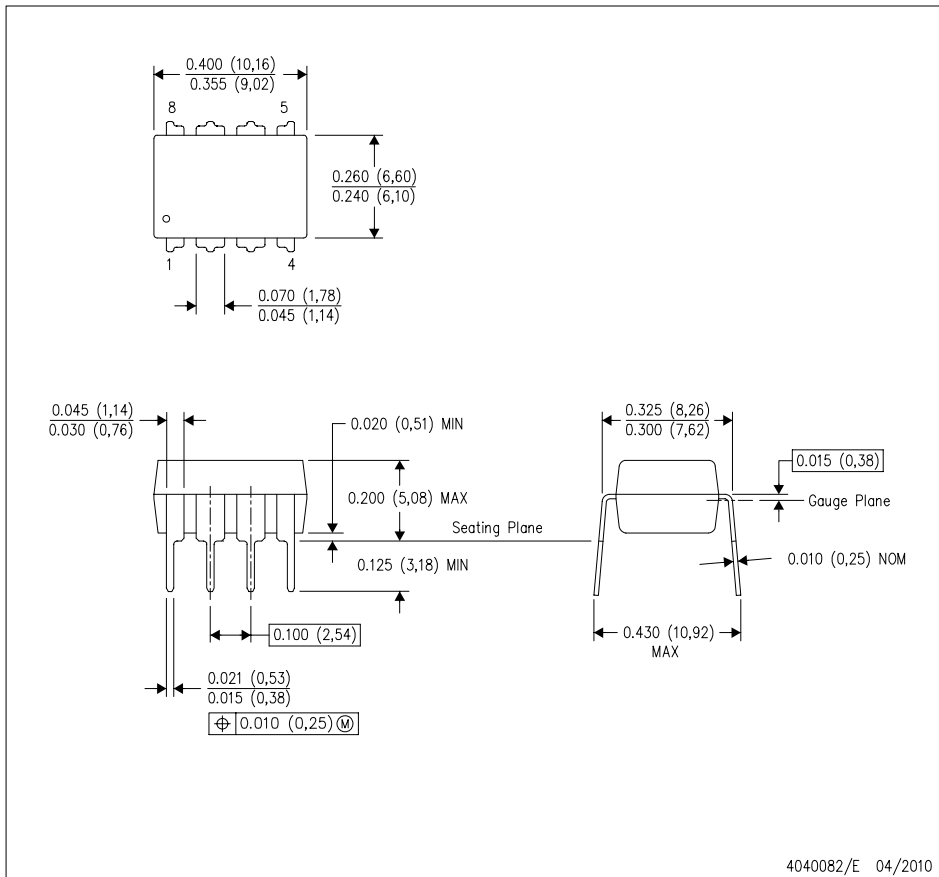 0.400 (10,16)
0.355 (9,02)
8
5
0.260 (6,60)
0.240 (6,10)
1
4
0.070 (1,78)
0.045 (1,14)
0.045 (1,14)
0.030 (0,76)
0.020 (0,51) MIN
0.200 (5,08) MAX
Seating Plane
0.125 (3,18) MIN
0.100 (2,54)
0.021 (0,53)
0.015 (0,38)
⌖ 0.010 (0,25) Ⓜ
0.325 (8,26)
0.300 (7,62)
0.015 (0,38)
Gauge Plane
0.010 (0,25) NOM
0.430 (10,92)
MAX
4040082/E 04/2010